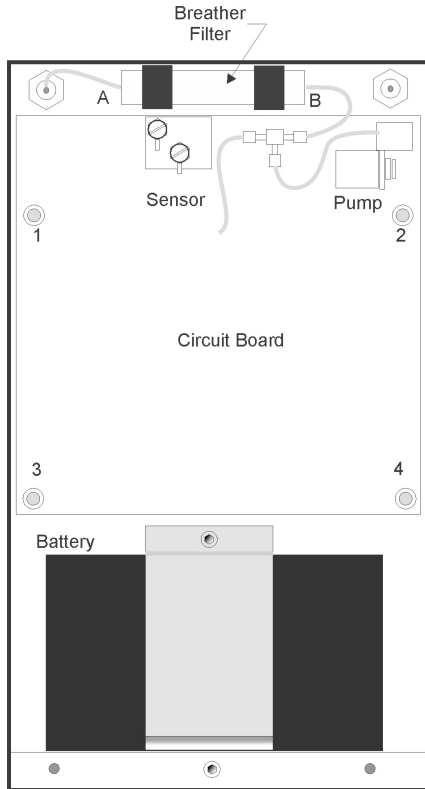 Breather
Filter
A
B
Sensor
Pump
1
2
Circuit Board
3
4
Battery